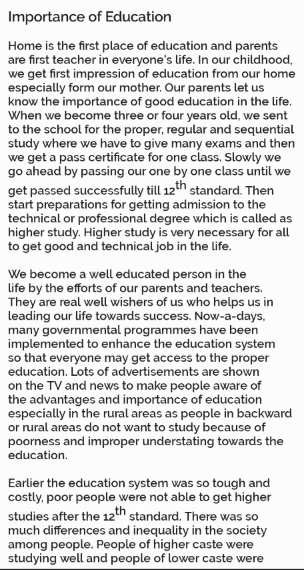 Importance of Education
Home is the first place of education and parents
are first teacher in everyone's life. In our childhood,
we get first impression of education from our home
especially form our mother. Our parents let us
know the importance of good education in the life.
When we become three or four years old, we sent
to the school for the proper, regular and sequential
study where we have to give many exams and then
we get a pass certificate for one class. Slowly we
go ahead by passing our one by one class until we
get passed successfully till 12th standard. Then
start preparations for getting admission to the
technical or professional degree which is called as
higher study. Higher study is very necessary for all
to get good and technical job in the life.
We become a well educated person in the
life by the efforts of our parents and teachers.
They are real well wishers of us who helps us in
leading our life towards success. Now-a-days,
many governmental programmes have been
implemented to enhance the education system
so that everyone may get access to the proper
education. Lots of advertisements are shown
on the TV and news to make people aware of
the advantages and importance of education
especially in the rural areas as people in backward
or rural areas do not want to study because of
poorness and improper understating towards the
education.
Earlier the education system was so tough and
costly, poor people were not able to get higher
studies after the 12th standard. There was so
much differences and inequality in the society
among people. People of higher caste were
studying well and people of lower caste were